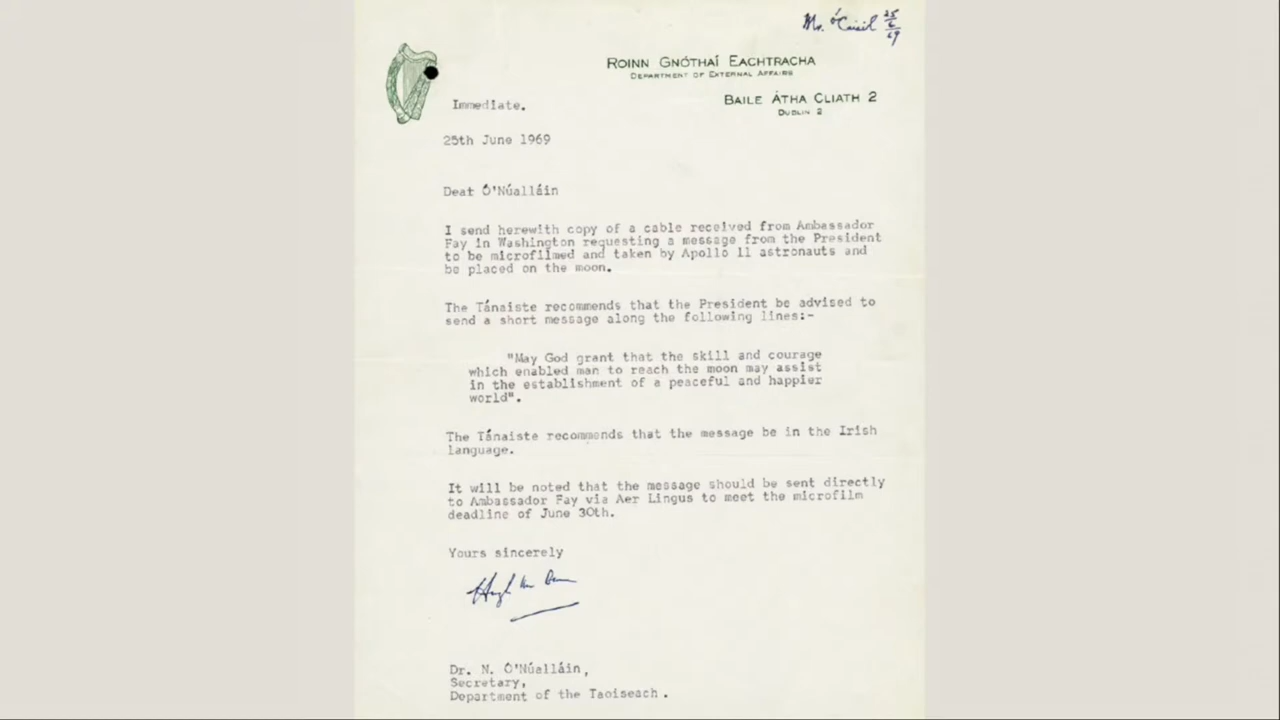 Mr. Ó'Caisil 25/6/69
ROINN GNÓTHAÍ EACHTRACHA
DEPARTMENT OF EXTERNAL AFFAIRS
BAILE ÁTHA CLIATH 2
DUBLIN 2
Immediate.
25th June 1969
Deat Ó'Núalláin
I send herewith copy of a cable received from Ambassador
Fay in Washington requesting a message from the President
to be microfilmed and taken by Apollo 11 astronauts and
be placed on the moon.
The Tánaiste recommends that the President be advised to
send a short message along the following lines:-
"May God grant that the skill and courage
which enabled man to reach the moon may assist
in the establishment of a peaceful and happier
world".
The Tánaiste recommends that the message be in the Irish
language.
It will be noted that the message should be sent directly
to Ambassador Fay via Aer Lingus to meet the microfilm
deadline of June 30th.
Yours sincerely
Hugh
Dr. N. Ó'Núalláin,
Secretary,
Department of the Taoiseach.